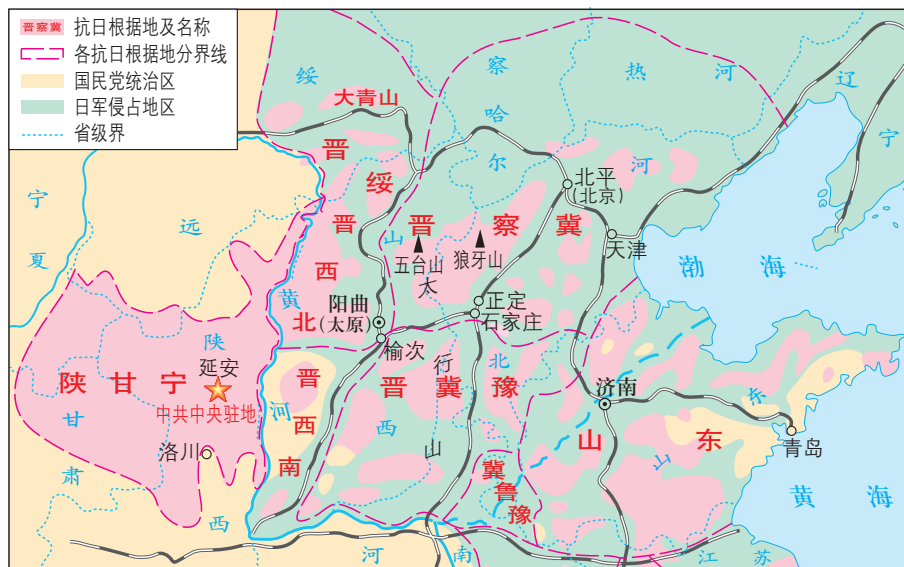 晋察冀 抗日根据地及名称
各抗日根据地分界线
国民党统治区
日军侵占地区
省级界
绥
远
察
哈
尔
热河
辽
宁
大青山
晋
绥
晋
西
北
晋察冀
北平
(北京)
天津
河
北
渤海
宁
夏
山
西
五台山
狼牙山
太
行
山
黄
河
阳曲
(太原)
正定
石家庄
榆次
陕
西
延安
陕甘宁
中共中央驻地
甘
肃
洛川
晋
西
南
晋冀豫
冀
鲁
豫
济南
山东
山
东
青岛
黄海
河南
江苏